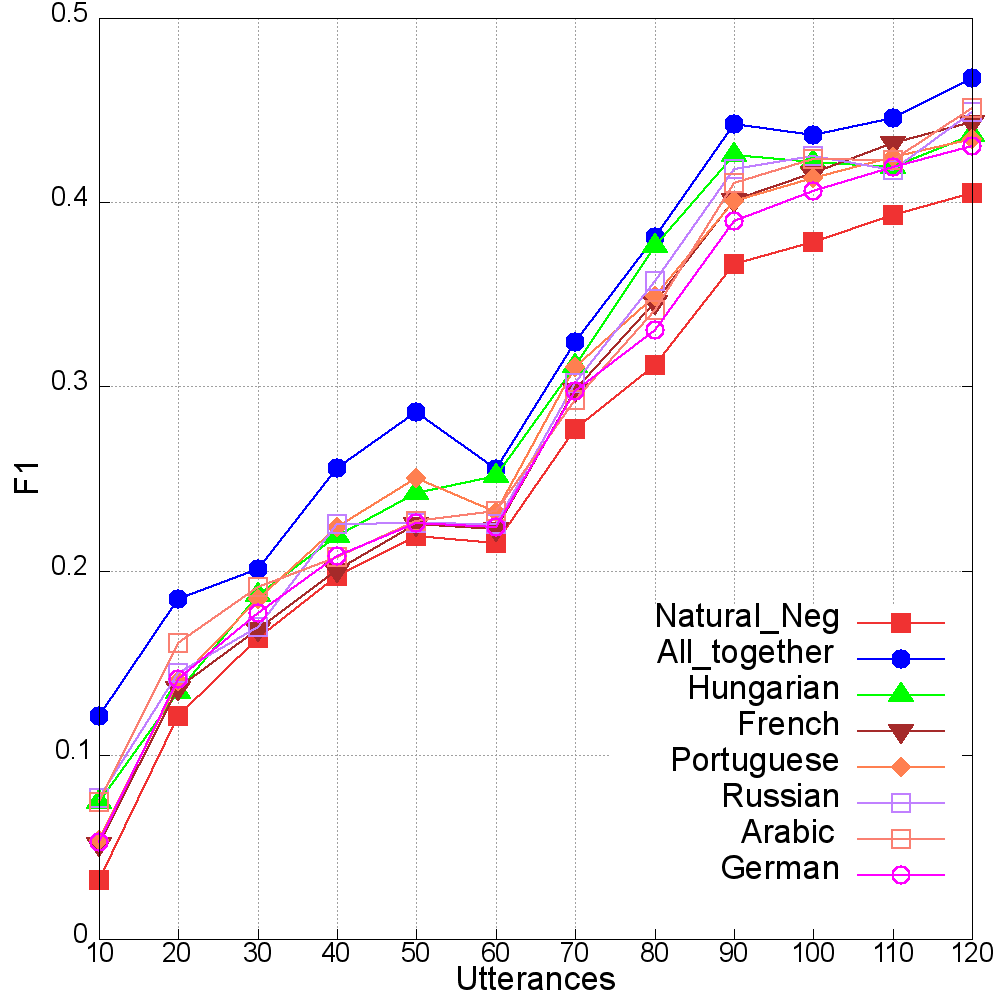 0.5
0.4
0.3
0.2
0.1
0
F1
Natural_Neg
All_together
Hungarian
French
Portuguese
Russian
Arabic
German
10 20 30 40 50 60 70 80 90 100 110 120
Utterances